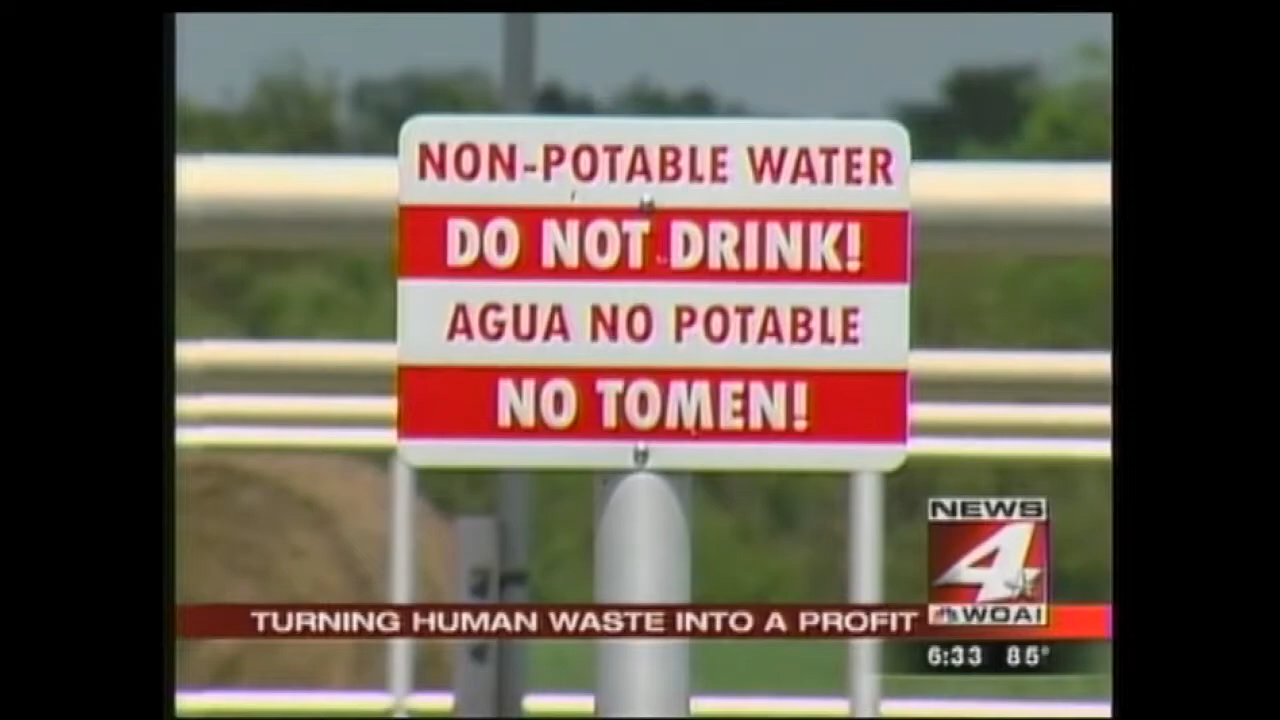 NON-POTABLE WATER
DO NOT DRINK!
AGUA NO POTABLE
NO TOMEN!
NEWS
4
WOAI
TURNING HUMAN WASTE INTO A PROFIT
6:33 85°